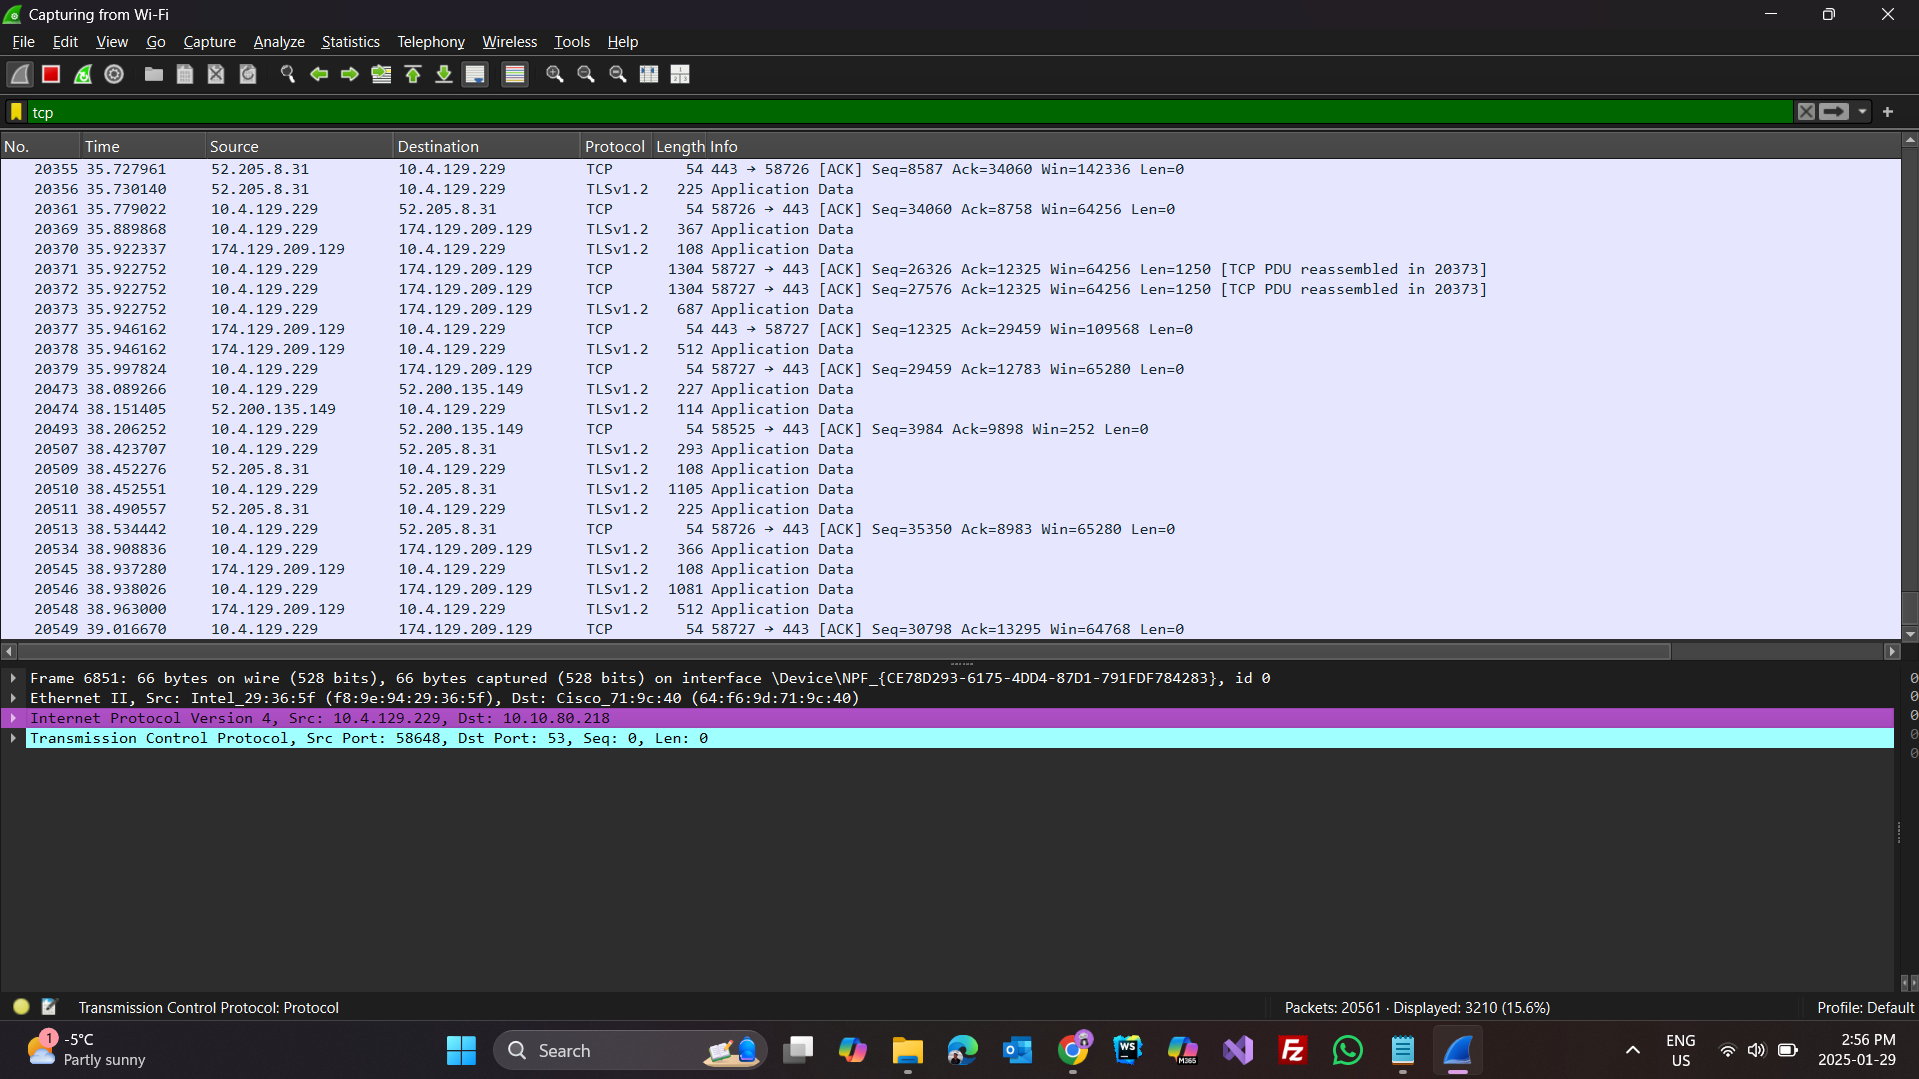 Capturing from Wi-Fi
File Edit View Go Capture Analyze Statistics Telephony Wireless Tools Help
tcp
No. Time Source Destination Protocol Length Info
20355 35.727961 52.205.8.31 10.4.129.229 TCP 54 443 → 58726 [ACK] Seq=8587 Ack=34060 Win=142336 Len=0
20356 35.730140 52.205.8.31 10.4.129.229 TLSv1.2 225 Application Data
20361 35.779022 10.4.129.229 52.205.8.31 TCP 54 58726 → 443 [ACK] Seq=34060 Ack=8758 Win=64256 Len=0
20369 35.889868 10.4.129.229 174.129.209.129 TLSv1.2 367 Application Data
20370 35.922337 174.129.209.129 10.4.129.229 TLSv1.2 108 Application Data
20371 35.922752 10.4.129.229 174.129.209.129 TCP 1304 58727 → 443 [ACK] Seq=26326 Ack=12325 Win=64256 Len=1250 [TCP PDU reassembled in 20373]
20372 35.922752 10.4.129.229 174.129.209.129 TCP 1304 58727 → 443 [ACK] Seq=27576 Ack=12325 Win=64256 Len=1250 [TCP PDU reassembled in 20373]
20373 35.922752 10.4.129.229 174.129.209.129 TLSv1.2 687 Application Data
20377 35.946162 174.129.209.129 10.4.129.229 TCP 54 443 → 58727 [ACK] Seq=12325 Ack=29459 Win=109568 Len=0
20378 35.946162 174.129.209.129 10.4.129.229 TLSv1.2 512 Application Data
20379 35.997824 10.4.129.229 174.129.209.129 TCP 54 58727 → 443 [ACK] Seq=29459 Ack=12783 Win=65280 Len=0
20473 38.089266 10.4.129.229 52.200.135.149 TLSv1.2 227 Application Data
20474 38.151405 52.200.135.149 10.4.129.229 TLSv1.2 114 Application Data
20493 38.206252 10.4.129.229 52.200.135.149 TCP 54 58525 → 443 [ACK] Seq=3984 Ack=9898 Win=252 Len=0
20507 38.423707 10.4.129.229 52.205.8.31 TLSv1.2 293 Application Data
20509 38.452276 52.205.8.31 10.4.129.229 TLSv1.2 108 Application Data
20510 38.452551 10.4.129.229 52.205.8.31 TLSv1.2 1105 Application Data
20511 38.490557 52.205.8.31 10.4.129.229 TLSv1.2 225 Application Data
20513 38.534442 10.4.129.229 52.205.8.31 TCP 54 58726 → 443 [ACK] Seq=35350 Ack=8983 Win=65280 Len=0
20534 38.908836 10.4.129.229 174.129.209.129 TLSv1.2 366 Application Data
20545 38.937280 174.129.209.129 10.4.129.229 TLSv1.2 108 Application Data
20546 38.938026 10.4.129.229 174.129.209.129 TLSv1.2 1081 Application Data
20548 38.963000 174.129.209.129 10.4.129.229 TLSv1.2 512 Application Data
20549 39.016670 10.4.129.229 174.129.209.129 TCP 54 58727 → 443 [ACK] Seq=30798 Ack=13295 Win=64768 Len=0
Frame 6851: 66 bytes on wire (528 bits), 66 bytes captured (528 bits) on interface \Device\NPF_{CE78D293-6175-4DD4-87D1-791FDF784283}, id 0
Ethernet II, Src: Intel_29:36:5f (f8:9e:94:29:36:5f), Dst: Cisco_71:9c:40 (64:f6:9d:71:9c:40)
Internet Protocol Version 4, Src: 10.4.129.229, Dst: 10.10.80.218
Transmission Control Protocol, Src Port: 58648, Dst Port: 53, Seq: 0, Len: 0
0
0
0
0
0
Transmission Control Protocol: Protocol
Packets: 20561 · Displayed: 3210 (15.6%)
Profile: Default
1
-5°C
Partly sunny
Search
WS
M365
Fz
ENG
US
2:56 PM
2025-01-29